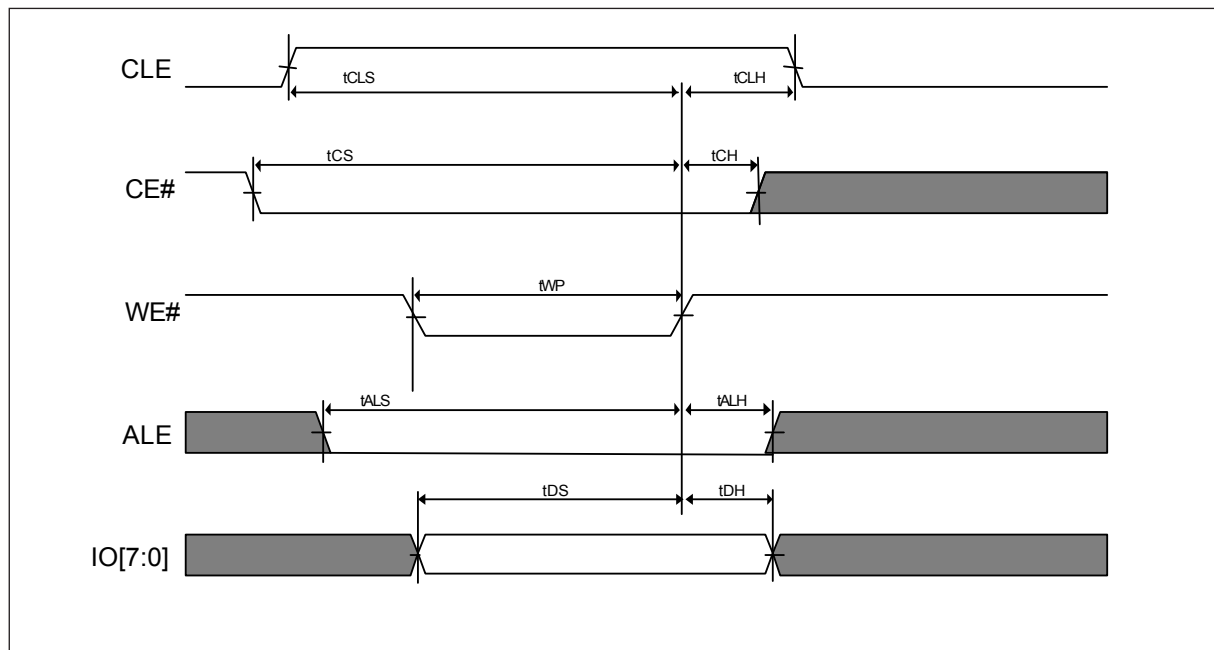 CLE
tCLS
tCLH
CE#
tCS
tCH
WE#
tWP
ALE
tALS
tALH
IO[7:0]
tDS
tDH